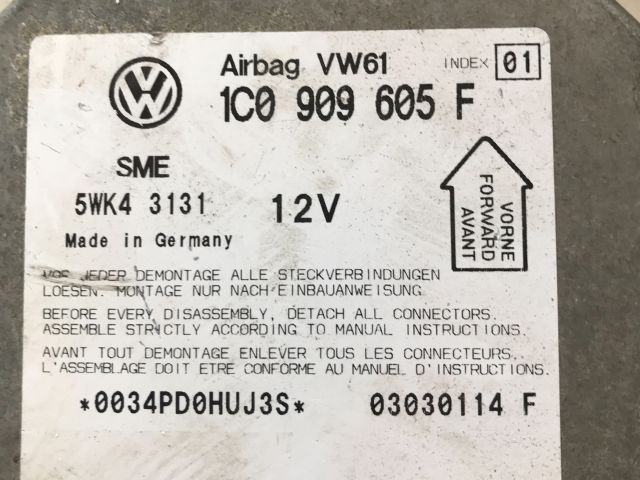 Airbag VW61 INDEX 01
1C0 909 605 F
SME
5WK4 3131 12V
Made in Germany
VORNE
FORWARD
AVANT
VOR JEDER DEMONTAGE ALLE STECKVERBINDUNGEN
LOESEN. MONTAGE NUR NACH EINBAUANWEISUNG
BEFORE EVERY DISASSEMBLY, DETACH ALL CONNECTORS.
ASSEMBLE STRICTLY ACCORDING TO MANUAL INSTRUCTIONS.
AVANT TOUT DEMONTAGE ENLEVER TOUS LES CONNECTEURS.
L'ASSEMBLAGE DOIT ETRE CONFORME AU MANUEL D'INSTRUCTIONS.
*0034PD0HUJ3S* 03030114 F